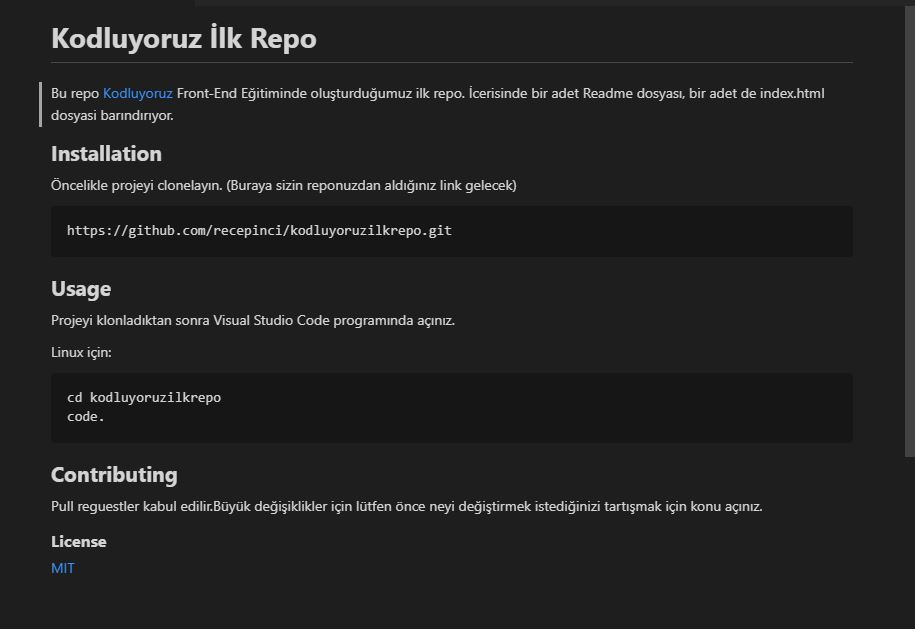 Kodluyoruz İlk Repo
Bu repo Kodluyoruz Front-End Eğitiminde oluşturduğumuz ilk repo. İcerisinde bir adet Readme dosyası, bir adet de index.html
dosyasi barındırıyor.
Installation
Öncelikle projeyi clonelayın. (Buraya sizin reponuzdan aldığınız link gelecek)
https://github.com/recepinci/kodluyoruzilkrepo.git
Usage
Projeyi klonladıktan sonra Visual Studio Code programında açınız.
Linux için:
cd kodluyoruzilkrepo
code.
Contributing
Pull reguestler kabul edilir.Büyük değişiklikler için lütfen önce neyi değiştirmek istediğinizi tartışmak için konu açınız.
License
MIT